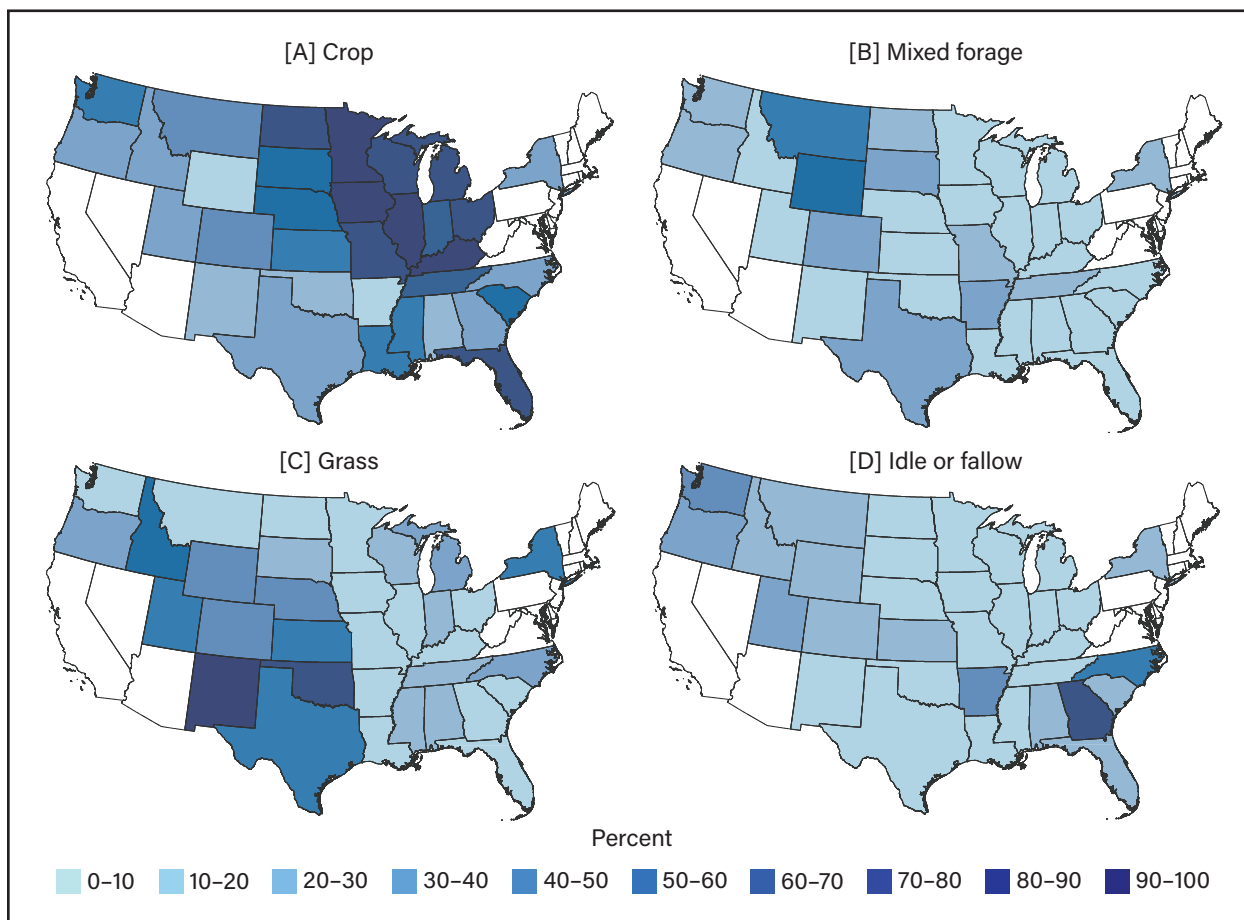 [A] Crop
[B] Mixed forage
[C] Grass
[D] Idle or fallow
Percent
0–10 10–20 20–30 30–40 40–50 50–60 60–70 70–80 80–90 90–100